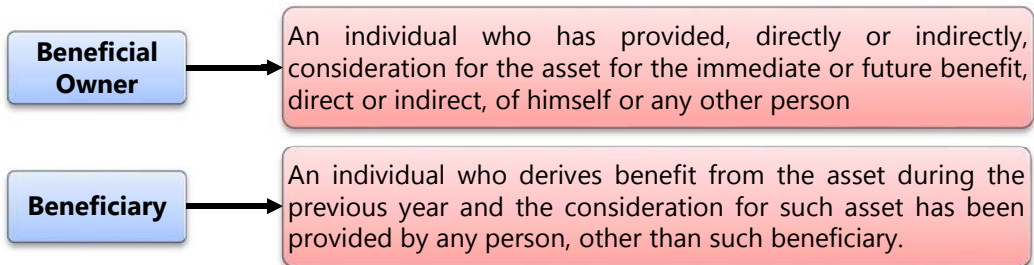 Beneficial
Owner
An individual who has provided, directly or indirectly,
consideration for the asset for the immediate or future benefit,
direct or indirect, of himself or any other person
Beneficiary
An individual who derives benefit from the asset during the
previous year and the consideration for such asset has been
provided by any person, other than such beneficiary.